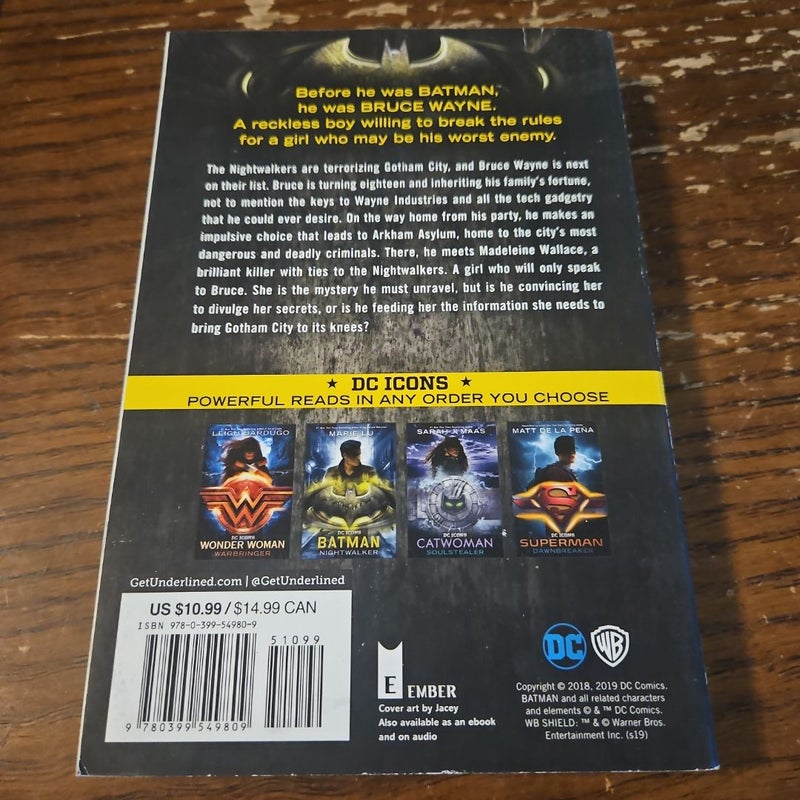 Before he was BATMAN,
he was BRUCE WAYNE.
A reckless boy willing to break the rules
for a girl who may be his worst enemy.
The Nightwalkers are terrorizing Gotham City, and Bruce Wayne is next
on their list. Bruce is turning eighteen and inheriting his family's fortune,
not to mention the keys to Wayne Industries and all the tech gadgetry
that he could ever desire. On the way home from his party, he makes an
impulsive choice that leads to Arkham Asylum, home to the city's most
dangerous and deadly criminals. There, he meets Madeleine Wallace, a
brilliant killer with ties to the Nightwalkers. A girl who will only speak
to Bruce. She is the mystery he must unravel, but is he convincing her
to divulge her secrets, or is he feeding her the information she needs to
bring Gotham City to its knees?
★ DC ICONS ★
POWERFUL READS IN ANY ORDER YOU CHOOSE
LEIGH BARDUGO
DC ICONS
WONDER WOMAN
WARBRINGER
MARIE LU
DC ICONS
BATMAN
NIGHTWALKER
SARAH J. MAAS
DC ICONS
CATWOMAN
SOULSTEALER
MATT DE LA PEÑA
DC ICONS
SUPERMAN
DAWNBREAKER
GetUnderlined.com | @GetUnderlined
US $10.99 / $14.99 CAN
ISBN 978-0-399-54980-9
51099
9 780399 549809
E EMBER
Cover art by Jacey
Also available as an ebook
and on audio
DC
WB
Copyright © 2018, 2019 DC Comics.
BATMAN and all related characters
and elements © & ™ DC Comics.
WB SHIELD: ™ & © Warner Bros.
Entertainment Inc. (s19)